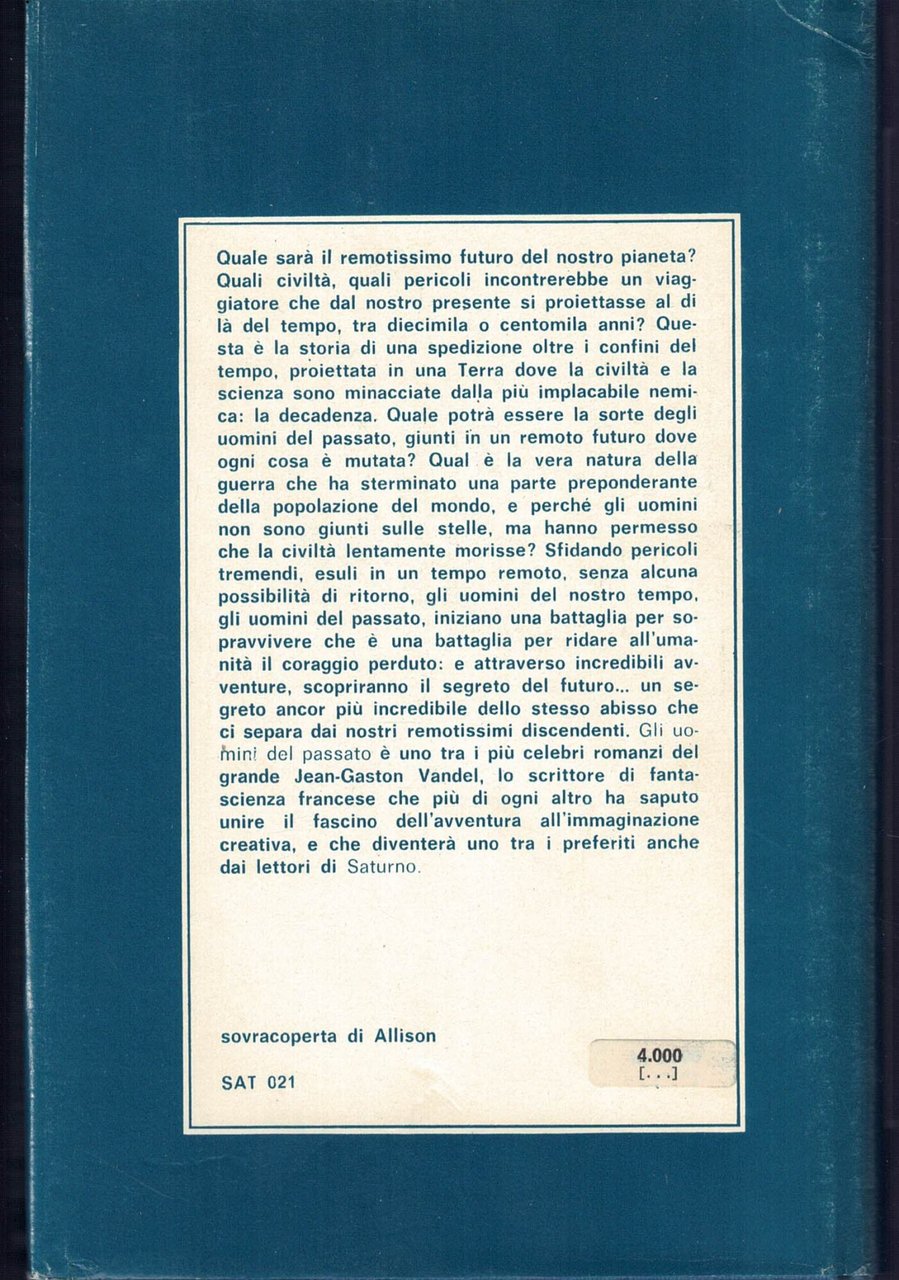 Quale sarà il remotissimo futuro del nostro pianeta?
Quali civiltà, quali pericoli incontrerebbe un viag-
giatore che dal nostro presente si proiettasse al di
là del tempo, tra diecimila o centomila anni? Que-
sta è la storia di una spedizione oltre i confini del
tempo, proiettata in una Terra dove la civiltà e la
scienza sono minacciate dalla più implacabile nemi-
ca: la decadenza. Quale potrà essere la sorte degli
uomini del passato, giunti in un remoto futuro dove
ogni cosa è mutata? Qual è la vera natura della
guerra che ha sterminato una parte preponderante
della popolazione del mondo, e perché gli uomini
non sono giunti sulle stelle, ma hanno permesso
che la civiltà lentamente morisse? Sfidando pericoli
tremendi, esuli in un tempo remoto, senza alcuna
possibilità di ritorno, gli uomini del nostro tempo,
gli uomini del passato, iniziano una battaglia per so-
pravvivere che è una battaglia per ridare all'uma-
nità il coraggio perduto: e attraverso incredibili av-
venture, scopriranno il segreto del futuro... un se-
greto ancor più incredibile dello stesso abisso che
ci separa dai nostri remotissimi discendenti. Gli uo-
mini del passato è uno tra i più celebri romanzi del
grande Jean-Gaston Vandel, lo scrittore di fanta-
scienza francese che più di ogni altro ha saputo
unire il fascino dell'avventura all'immaginazione
creativa, e che diventerà uno tra i preferiti anche
dai lettori di Saturno.
sovracoperta di Allison
SAT 021
4.000
[...]